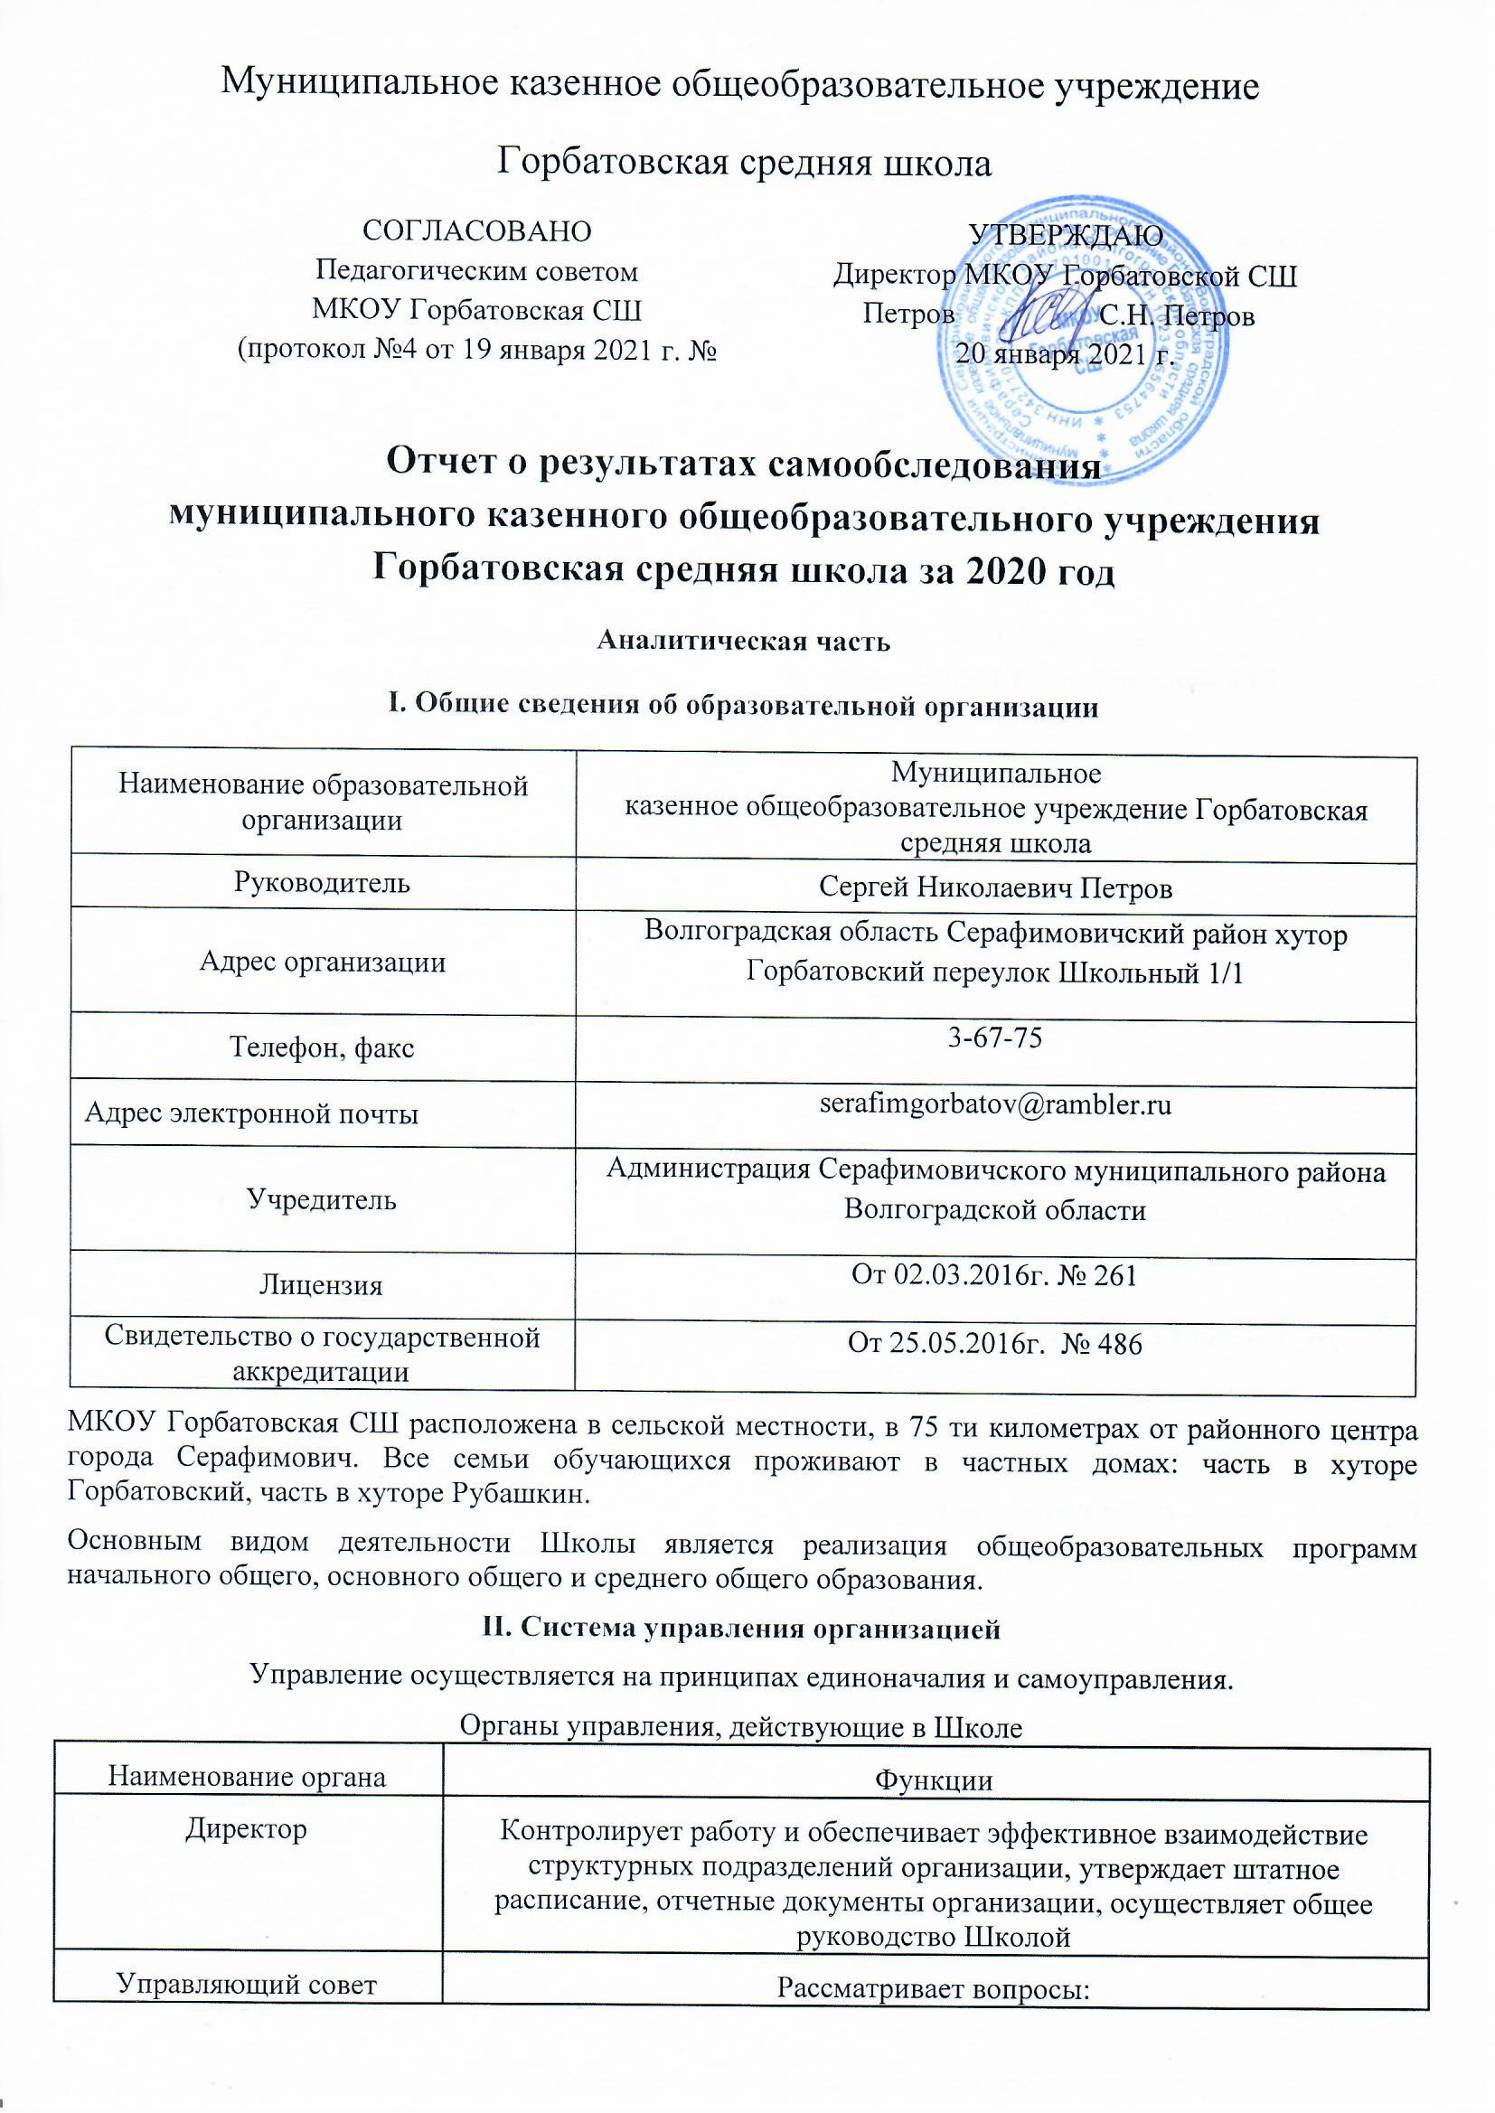 Муниципальное казенное общеобразовательное учреждение
Горбатовская средняя школа
СОГЛАСОВАНО
Педагогическим советом
МКОУ Горбатовская СШ
(протокол №4 от 19 января 2021 г. №
УТВЕРЖДАЮ
Директор МКОУ Горбатовской СШ
Петров С.Н. Петров
20 января 2021 г.
МКОУ
Горбатовская
СШ
Отчет о результатах самообследования
муниципального казенного общеобразовательного учреждения
Горбатовская средняя школа за 2020 год
Аналитическая часть
I. Общие сведения об образовательной организации
Наименование образовательной
организации
Муниципальное
казенное общеобразовательное учреждение Горбатовская
средняя школа
Руководитель
Сергей Николаевич Петров
Адрес организации
Волгоградская область Серафимовичский район хутор
Горбатовский переулок Школьный 1/1
Телефон, факс
3-67-75
Адрес электронной почты
serafimgorbatov@rambler.ru
Учредитель
Администрация Серафимовичского муниципального района
Волгоградской области
Лицензия
От 02.03.2016г. № 261
Свидетельство о государственной
аккредитации
От 25.05.2016г. № 486
МКОУ Горбатовская СШ расположена в сельской местности, в 75 ти километрах от районного центра
города Серафимович. Все семьи обучающихся проживают в частных домах: часть в хуторе
Горбатовский, часть в хуторе Рубашкин.
Основным видом деятельности Школы является реализация общеобразовательных программ
начального общего, основного общего и среднего общего образования.
II. Система управления организацией
Управление осуществляется на принципах единоначалия и самоуправления.
Органы управления, действующие в Школе
Наименование органа
Функции
Директор
Контролирует работу и обеспечивает эффективное взаимодействие
структурных подразделений организации, утверждает штатное
расписание, отчетные документы организации, осуществляет общее
руководство Школой
Управляющий совет
Рассматривает вопросы: